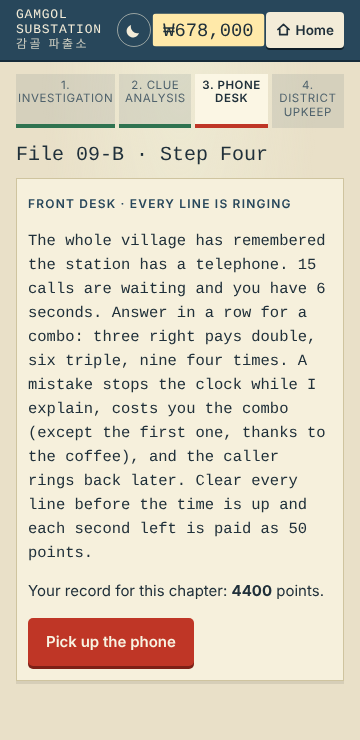 GAMGOL
SUBSTATION
감골 파출소
₩678,000
Home
1.
INVESTIGATION
2. CLUE
ANALYSIS
3. PHONE
DESK
4.
DISTRICT
UPKEEP
File 09-B · Step Four
FRONT DESK · EVERY LINE IS RINGING
The whole village has remembered
the station has a telephone. 15
calls are waiting and you have 6
seconds. Answer in a row for a
combo: three right pays double,
six triple, nine four times. A
mistake stops the clock while I
explain, costs you the combo
(except the first one, thanks to
the coffee), and the caller
rings back later. Clear every
line before the time is up and
each second left is paid as 50
points.
Your record for this chapter: 4400 points.
Pick up the phone